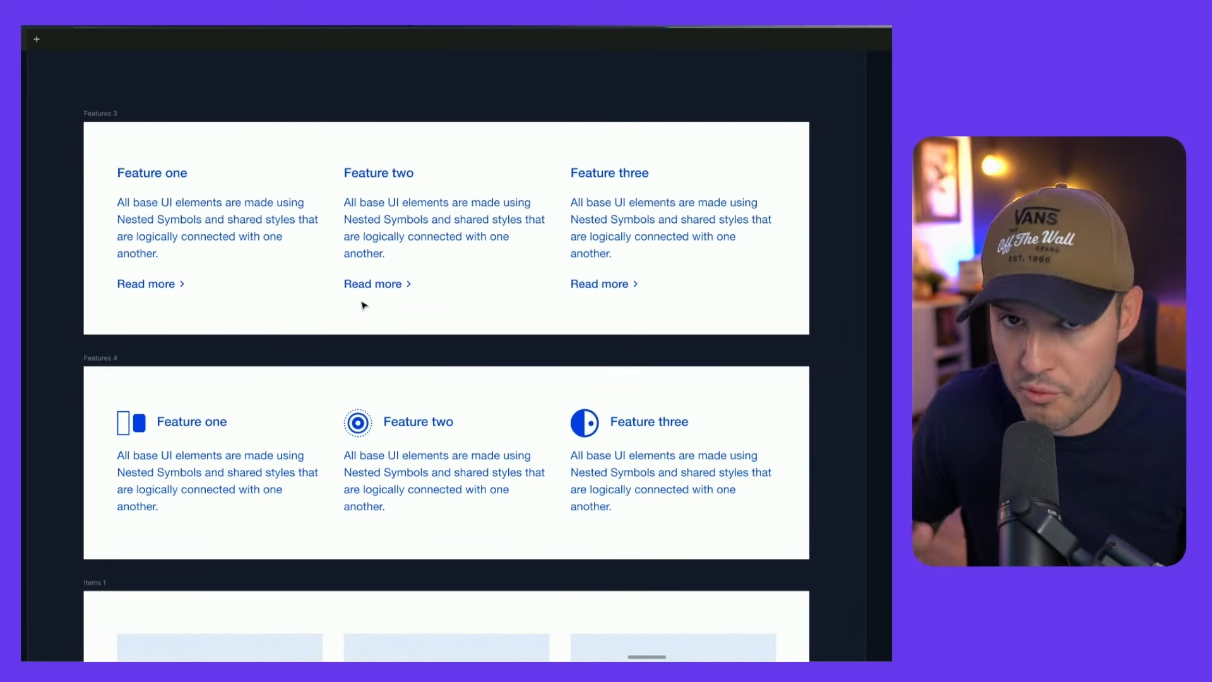 +
Features 3
Feature one
All base UI elements are made using
Nested Symbols and shared styles that
are logically connected with one
another.
Read more >
Feature two
All base UI elements are made using
Nested Symbols and shared styles that
are logically connected with one
another.
Read more >
Feature three
All base UI elements are made using
Nested Symbols and shared styles that
are logically connected with one
another.
Read more >
Features 4
Feature one
All base UI elements are made using
Nested Symbols and shared styles that
are logically connected with one
another.
Feature two
All base UI elements are made using
Nested Symbols and shared styles that
are logically connected with one
another.
Feature three
All base UI elements are made using
Nested Symbols and shared styles that
are logically connected with one
another.
Items 1
VANS
Off The Wall
BRAND
EST. 1966